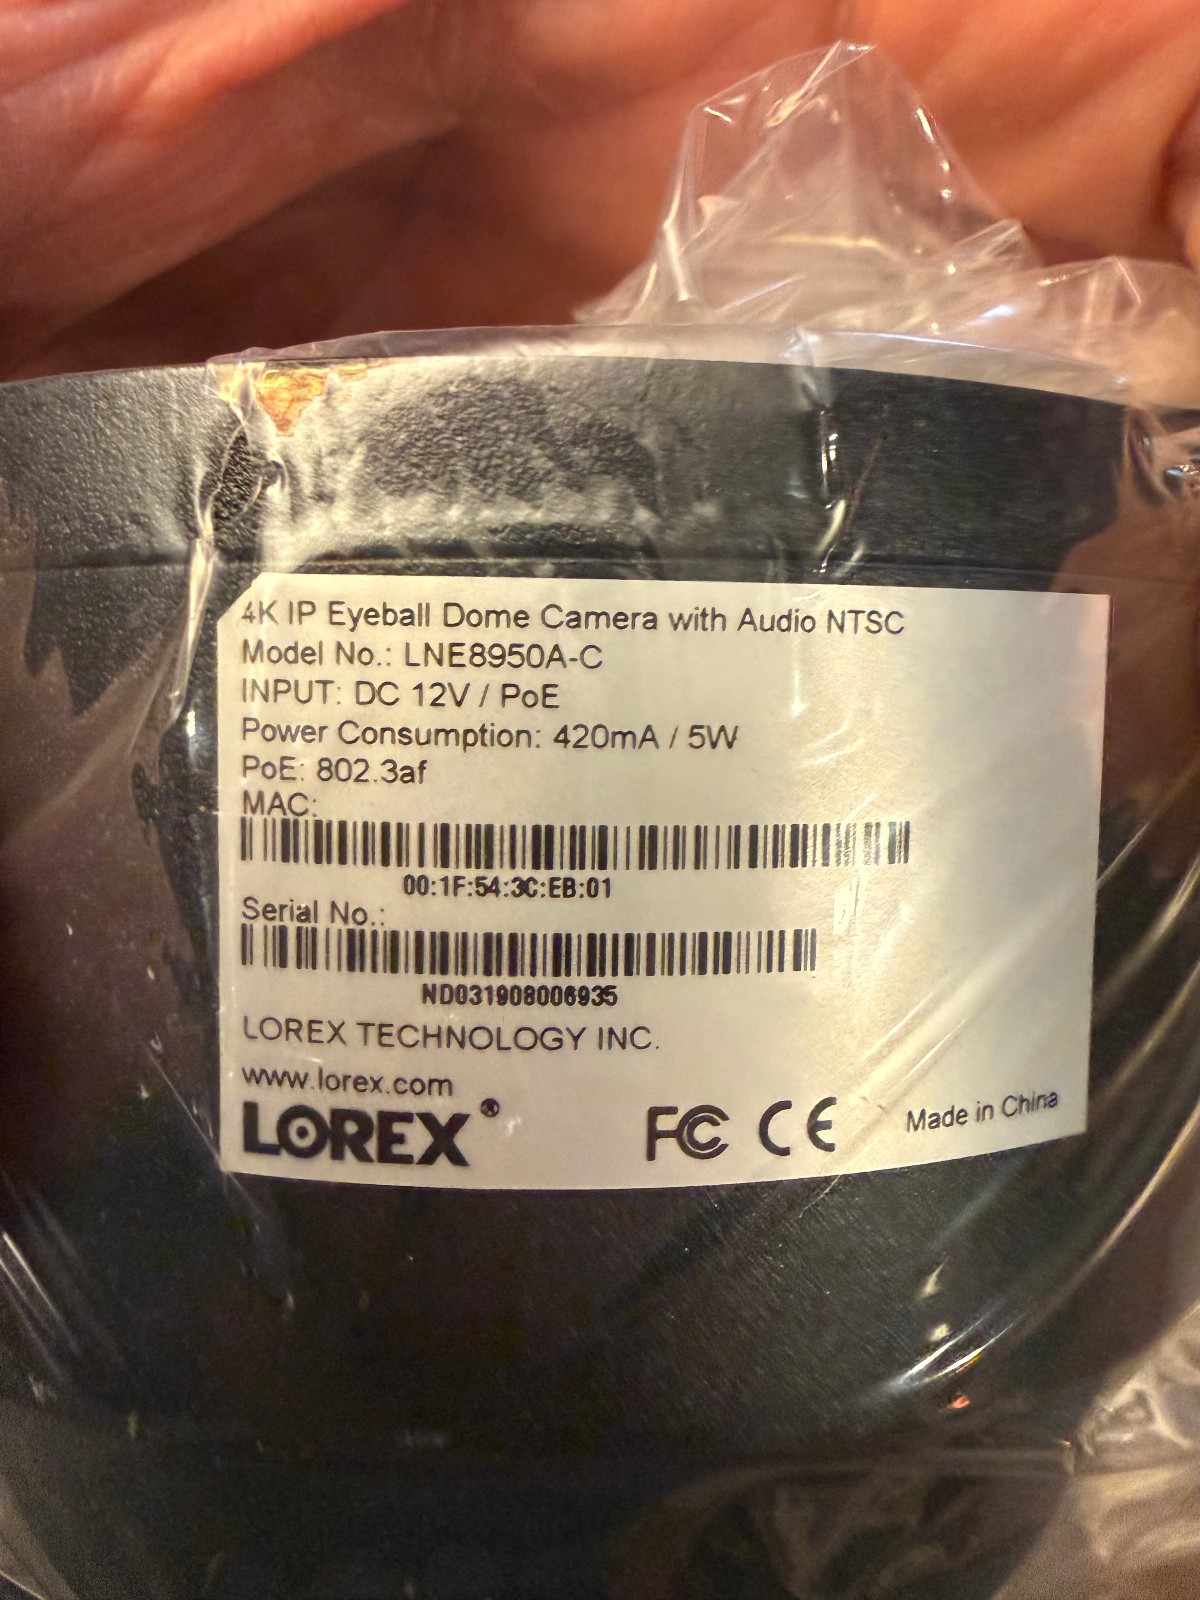 4K IP Eyeball Dome Camera with Audio NTSC
Model No.: LNE8950A-C
INPUT: DC 12V / PoE
Power Consumption: 420mA / 5W
PoE: 802.3af
MAC:
00:1F:54:3C:EB:01
Serial No.:
ND031908006935
LOREX TECHNOLOGY INC.
www.lorex.com
LOREX® FC CE Made in China